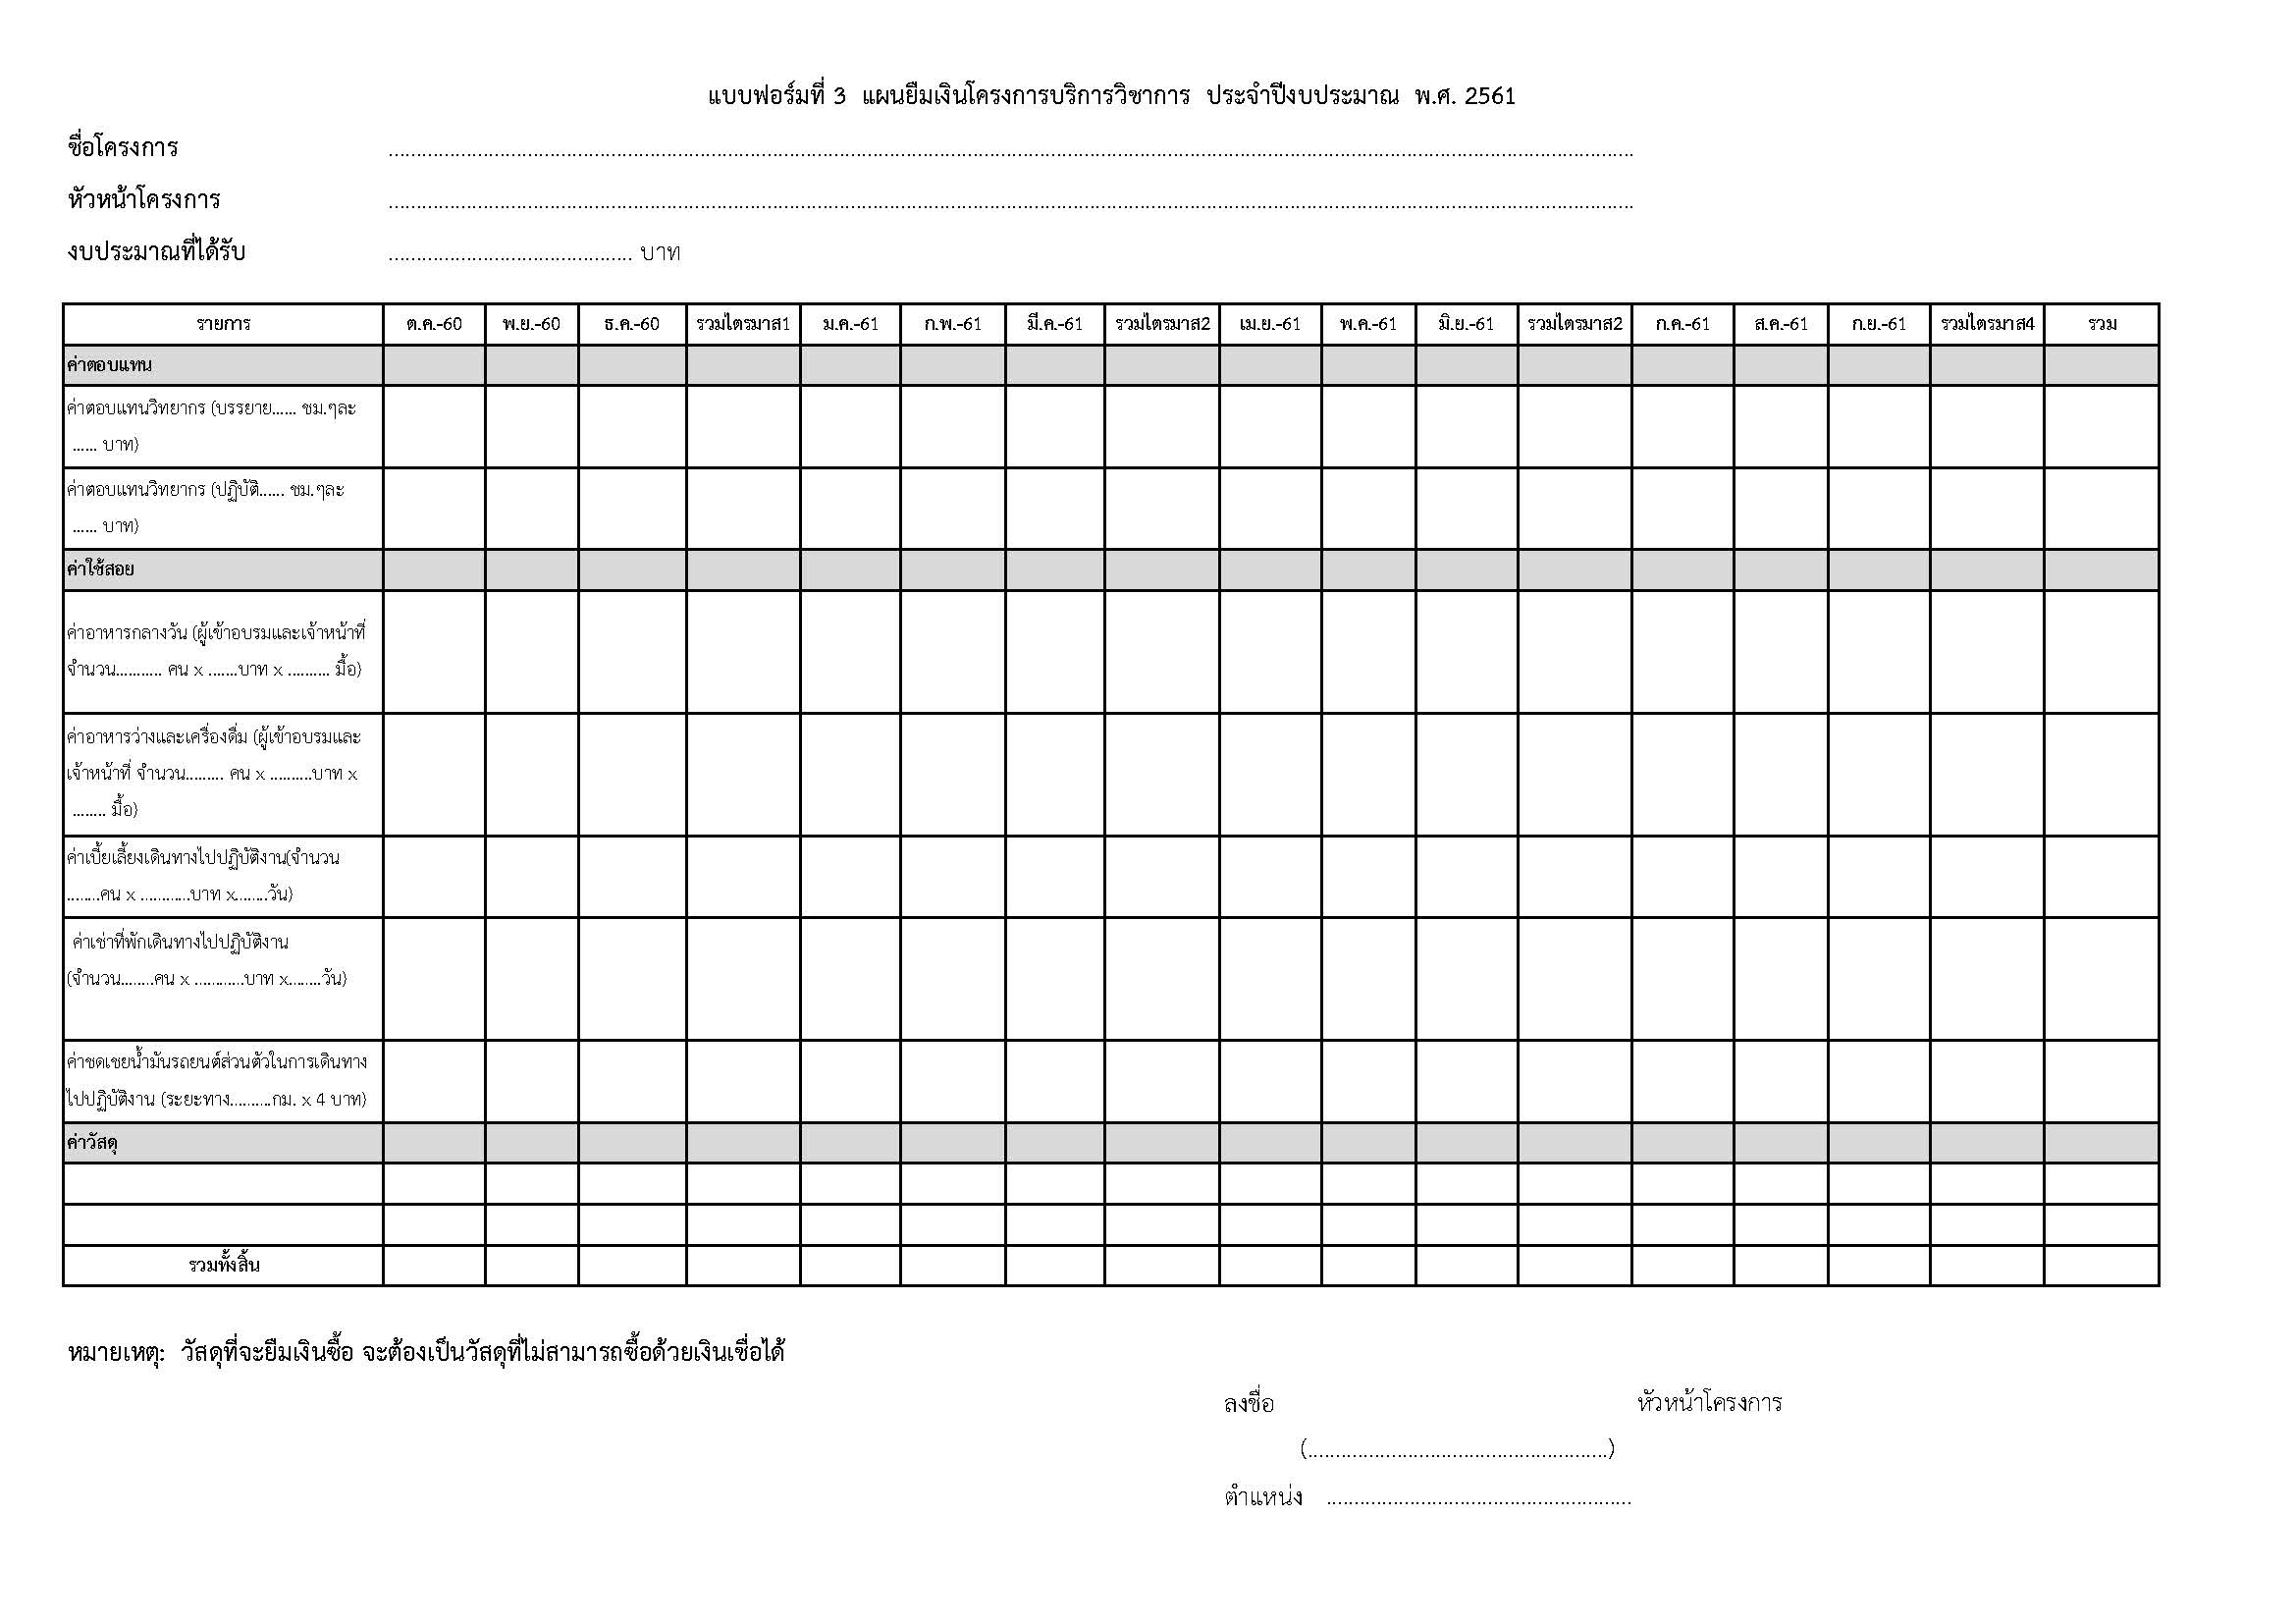 แบบฟอร์มที่ 3  แผนยืมเงินโครงการบริการวิชาการ  ประจำปีงบประมาณ  พ.ศ. 2561
ชื่อโครงการ ................................................................................
หัวหน้าโครงการ ................................................................................
งบประมาณที่ได้รับ ............................................ บาท
รายการ ต.ค.-60 พ.ย.-60 ธ.ค.-60 รวมไตรมาส1 ม.ค.-61 ก.พ.-61 มี.ค.-61 รวมไตรมาส2 เม.ย.-61 พ.ค.-61 มิ.ย.-61 รวมไตรมาส2 ก.ค.-61 ส.ค.-61 ก.ย.-61 รวมไตรมาส4 รวม
ค่าตอบแทน
ค่าตอบแทนวิทยากร (บรรยาย...... ชม.ๆละ
...... บาท)
ค่าตอบแทนวิทยากร (ปฏิบัติ...... ชม.ๆละ
...... บาท)
ค่าใช้สอย
ค่าอาหารกลางวัน (ผู้เข้าอบรมและเจ้าหน้าที่
จำนวน........... คน x .......บาท x .......... มื้อ)
ค่าอาหารว่างและเครื่องดื่ม (ผู้เข้าอบรมและ
เจ้าหน้าที่ จำนวน......... คน x ..........บาท x
........ มื้อ)
ค่าเบี้ยเลี้ยงเดินทางไปปฏิบัติงาน(จำนวน
........คน x ............บาท x........วัน)
ค่าเช่าที่พักเดินทางไปปฏิบัติงาน
(จำนวน........คน x ............บาท x........วัน)
ค่าชดเชยน้ำมันรถยนต์ส่วนตัวในการเดินทาง
ไปปฏิบัติงาน (ระยะทาง..........กม. x 4 บาท)
ค่าวัสดุ
รวมทั้งสิ้น
หมายเหตุ:  วัสดุที่จะยืมเงินซื้อ จะต้องเป็นวัสดุที่ไม่สามารถซื้อด้วยเงินเชื่อได้
ลงชื่อ หัวหน้าโครงการ
(......................................................)
ตำแหน่ง .......................................................